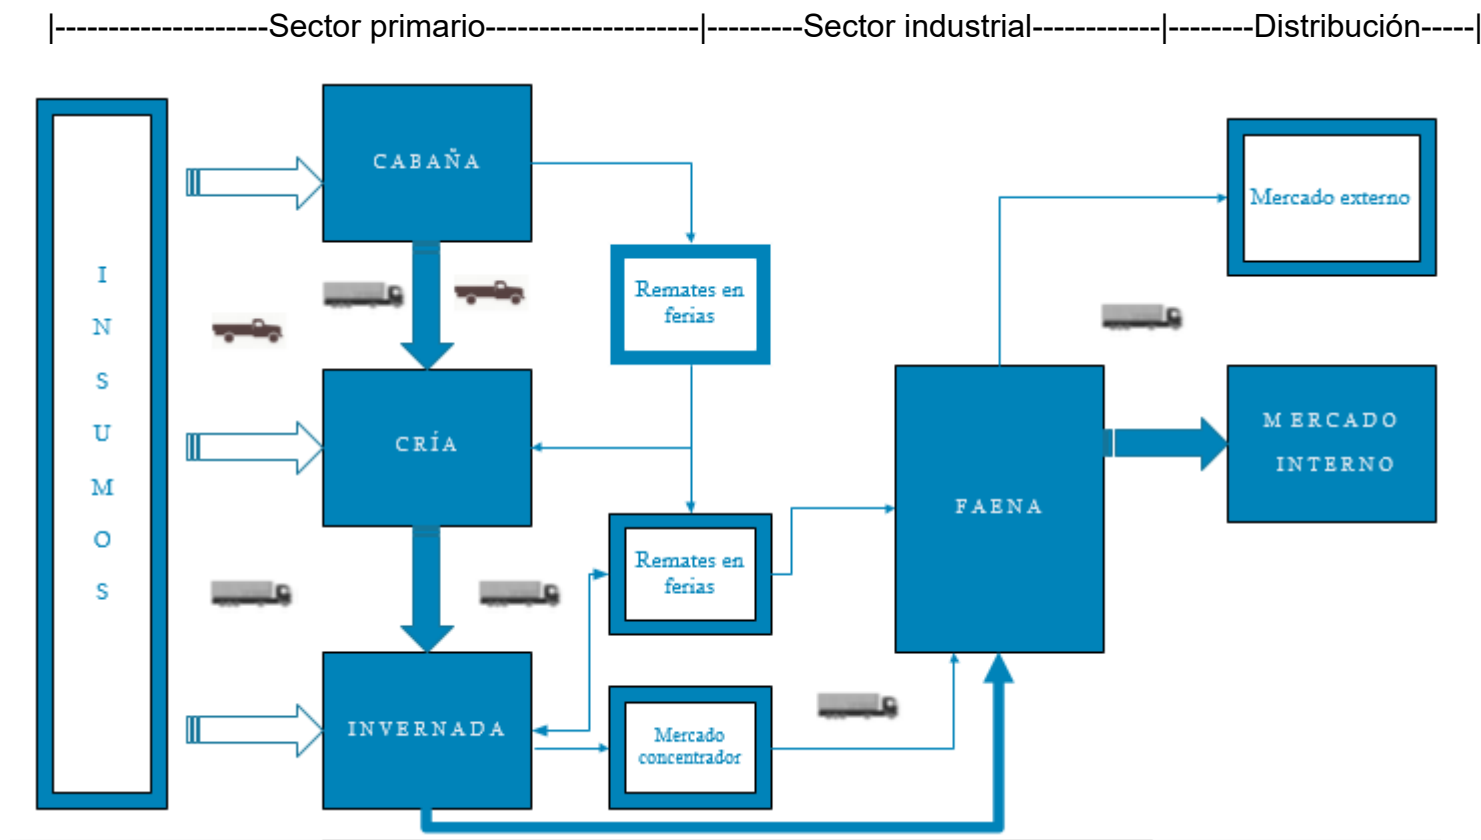 |--------------------Sector primario--------------------|---------Sector industrial------------|--------Distribución-----|
I
N
S
U
M
O
S
CABAÑA
Remates en
ferias
Mercado externo
CRÍA
MERCADO
INTERNO
FAENA
Remates en
ferias
INVERNADA
Mercado
concentrador